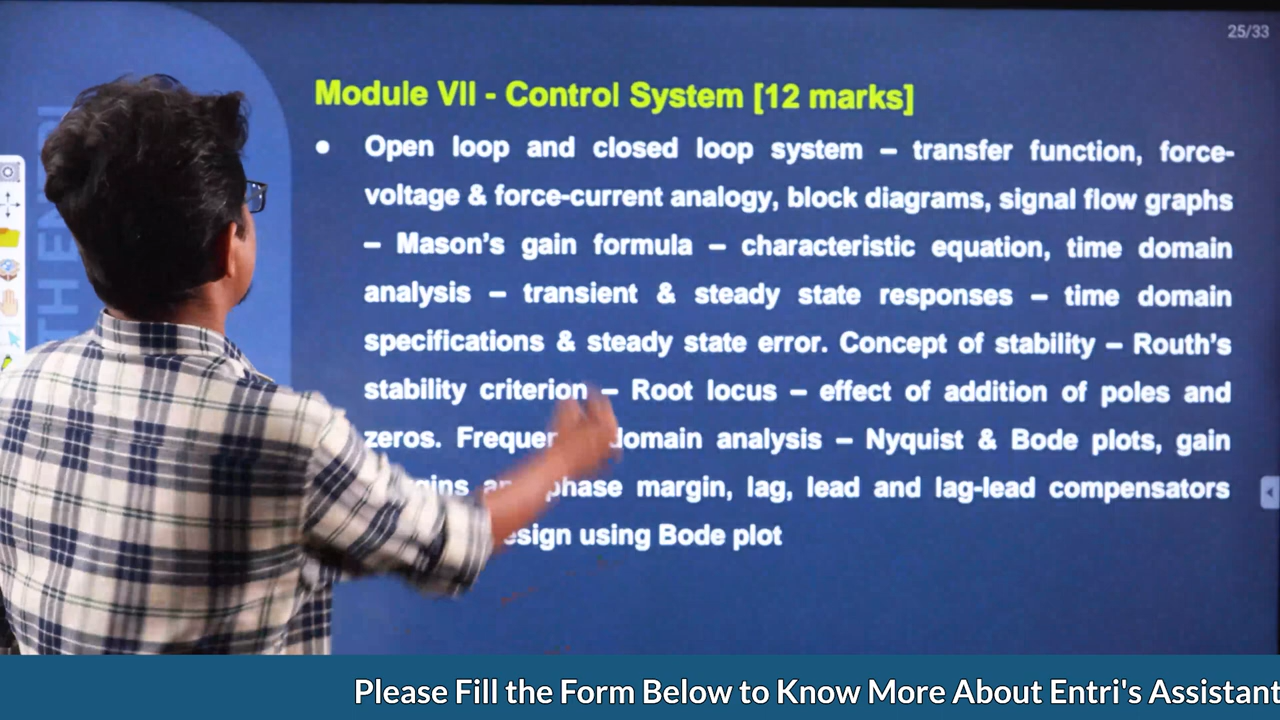 25/33
Module VII - Control System [12 marks]
● Open loop and closed loop system – transfer function, force-
voltage & force-current analogy, block diagrams, signal flow graphs
– Mason's gain formula – characteristic equation, time domain
analysis – transient & steady state responses – time domain
specifications & steady state error. Concept of stability – Routh's
stability criterion – Root locus – effect of addition of poles and
zeros. domain analysis – Nyquist & Bode plots, gain
phase margin, lag, lead and lag-lead compensators
using Bode plot
Please Fill the Form Below to Know More About Entri's Assistant